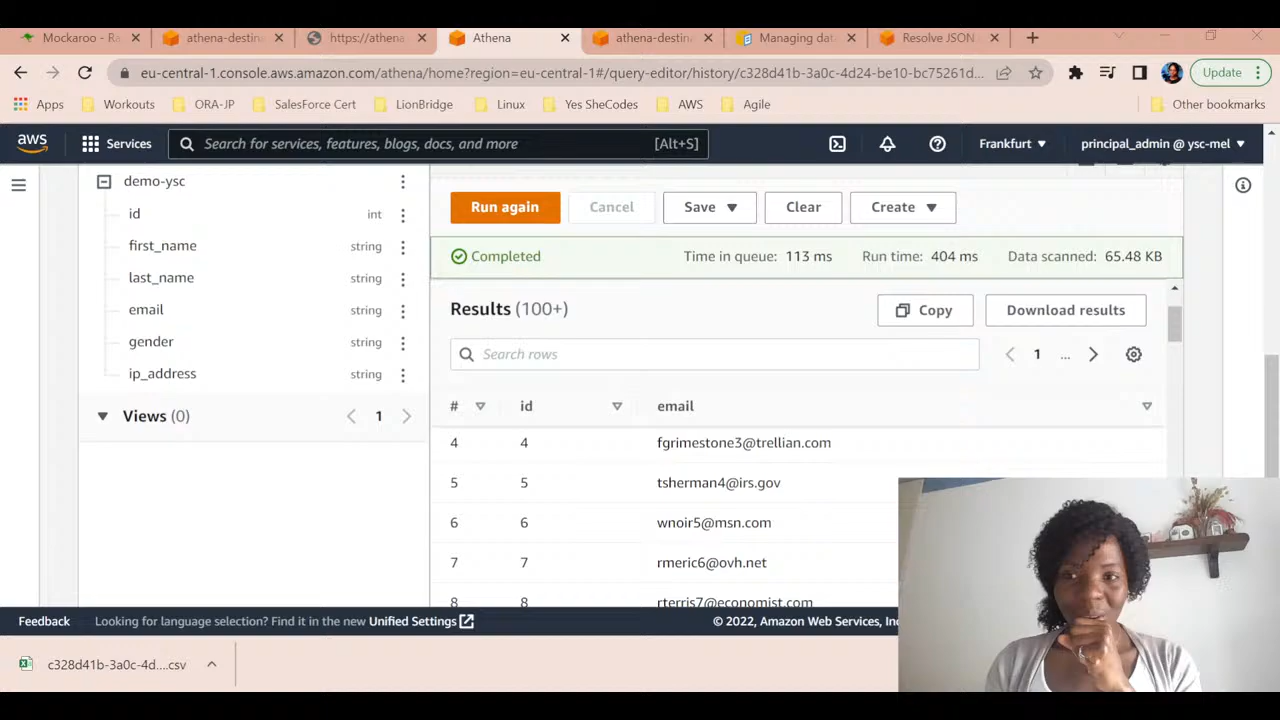 Mockaroo - Ra
athena-destin
https://athena
Athena
athena-destina
Managing data
Resolve JSON e
eu-central-1.console.aws.amazon.com/athena/home?region=eu-central-1#/query-editor/history/c328d41b-3a0c-4d24-be10-bc75261d...
Update
Apps
Workouts
ORA-JP
SalesForce Cert
LionBridge
Linux
Yes SheCodes
AWS
Agile
Other bookmarks
aws
Services
Search for services, features, blogs, docs, and more
[Alt+S]
Frankfurt
principal_admin @ ysc-mel
demo-ysc
id int
first_name string
last_name string
email string
gender string
ip_address string
Views (0)
1
Run again
Cancel
Save
Clear
Create
Completed
Time in queue: 113 ms
Run time: 404 ms
Data scanned: 65.48 KB
Results (100+)
Copy
Download results
Search rows
1 ...
# id email
4 4 fgrimestone3@trellian.com
5 5 tsherman4@irs.gov
6 6 wnoir5@msn.com
7 7 rmeric6@ovh.net
8 8 rterris7@economist.com
Feedback
Looking for language selection? Find it in the new Unified Settings
© 2022, Amazon Web Services, Inc
c328d41b-3a0c-4d....csv